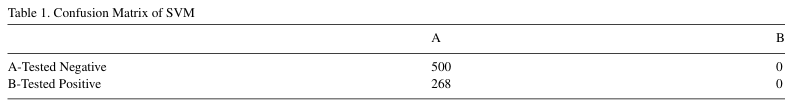 Table 1. Confusion Matrix of SVM
A B
A-Tested Negative 500 0
B-Tested Positive 268 0